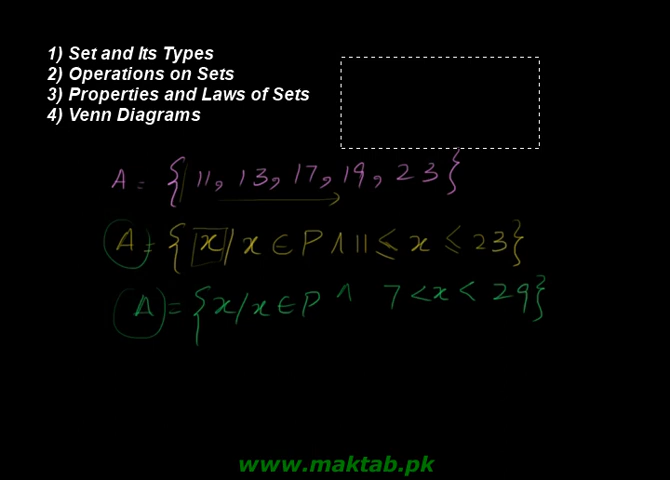 1) Set and Its Types
2) Operations on Sets
3) Properties and Laws of Sets
4) Venn Diagrams
A = {11, 13, 17, 19, 23}
A = {x/x ∈ P ∧ 11 ≤ x ≤ 23}
A = {x/x ∈ P ∧ 7 < x < 29}
www.maktab.pk